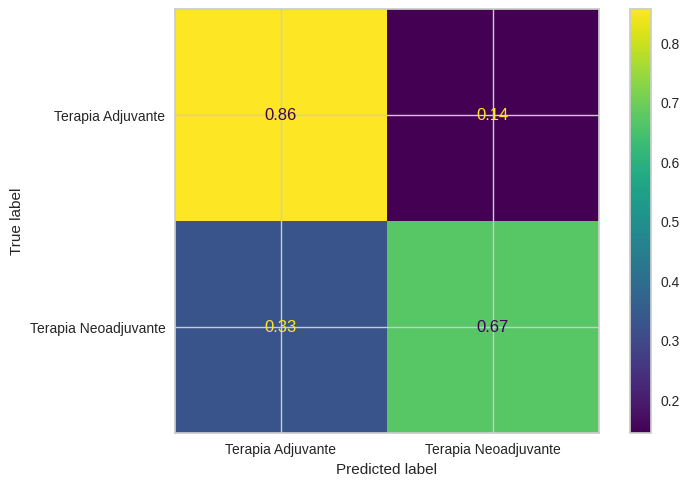 Terapia Adjuvante
0.86
0.14
Terapia Neoadjuvante
0.33
0.67
True label
Terapia Adjuvante
Terapia Neoadjuvante
Predicted label
0.8
0.7
0.6
0.5
0.4
0.3
0.2